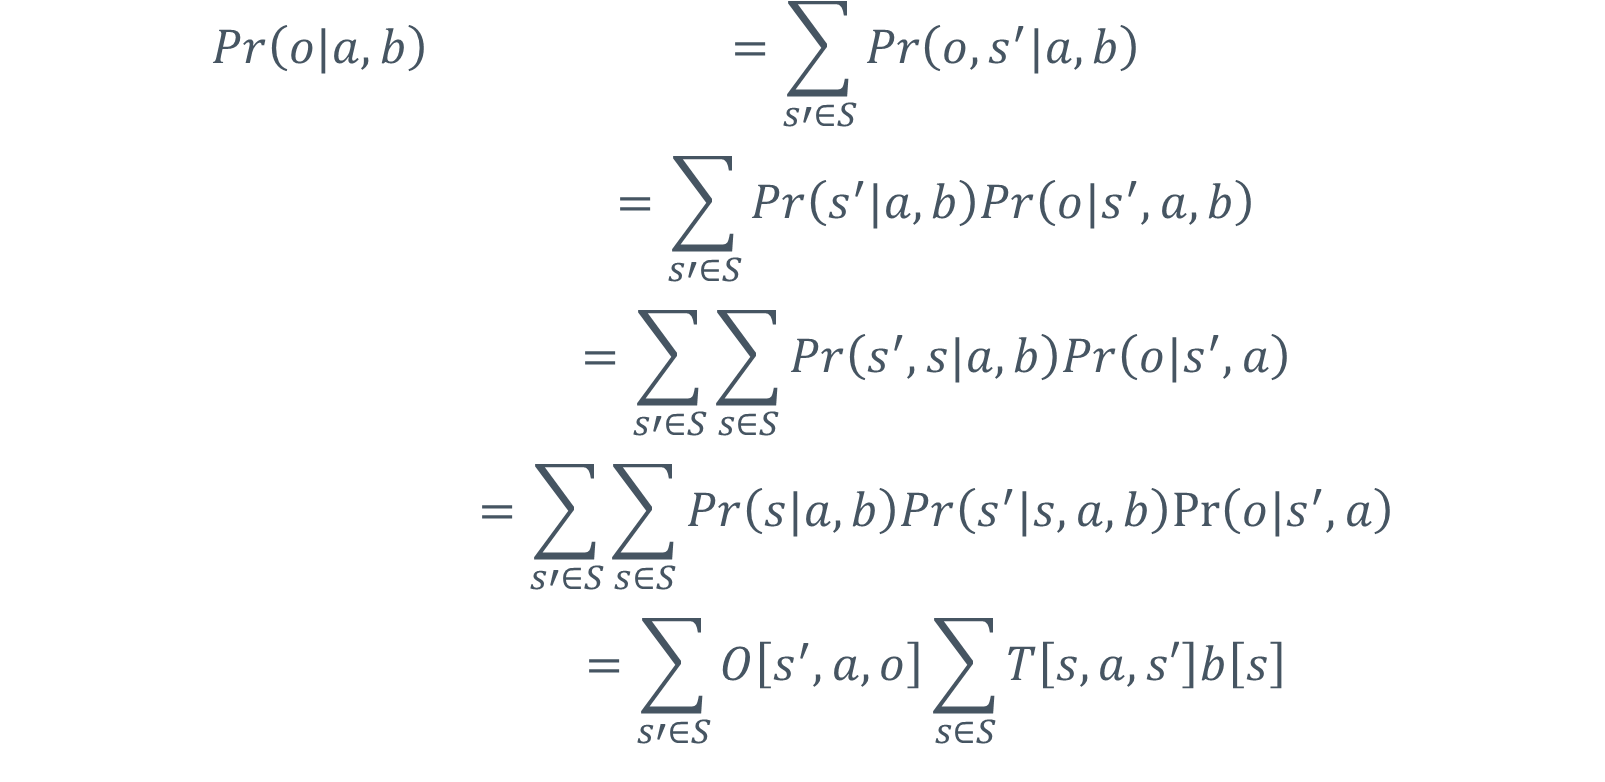 Pr(o|a, b) = ∑_{s′∈S} Pr(o, s′|a, b)
= ∑_{s′∈S} Pr(s′|a, b)Pr(o|s′, a, b)
= ∑_{s′∈S} ∑_{s∈S} Pr(s′, s|a, b)Pr(o|s′, a)
= ∑_{s′∈S} ∑_{s∈S} Pr(s|a, b)Pr(s′|s, a, b)Pr(o|s′, a)
= ∑_{s′∈S} O[s′, a, o] ∑_{s∈S} T[s, a, s′]b[s]